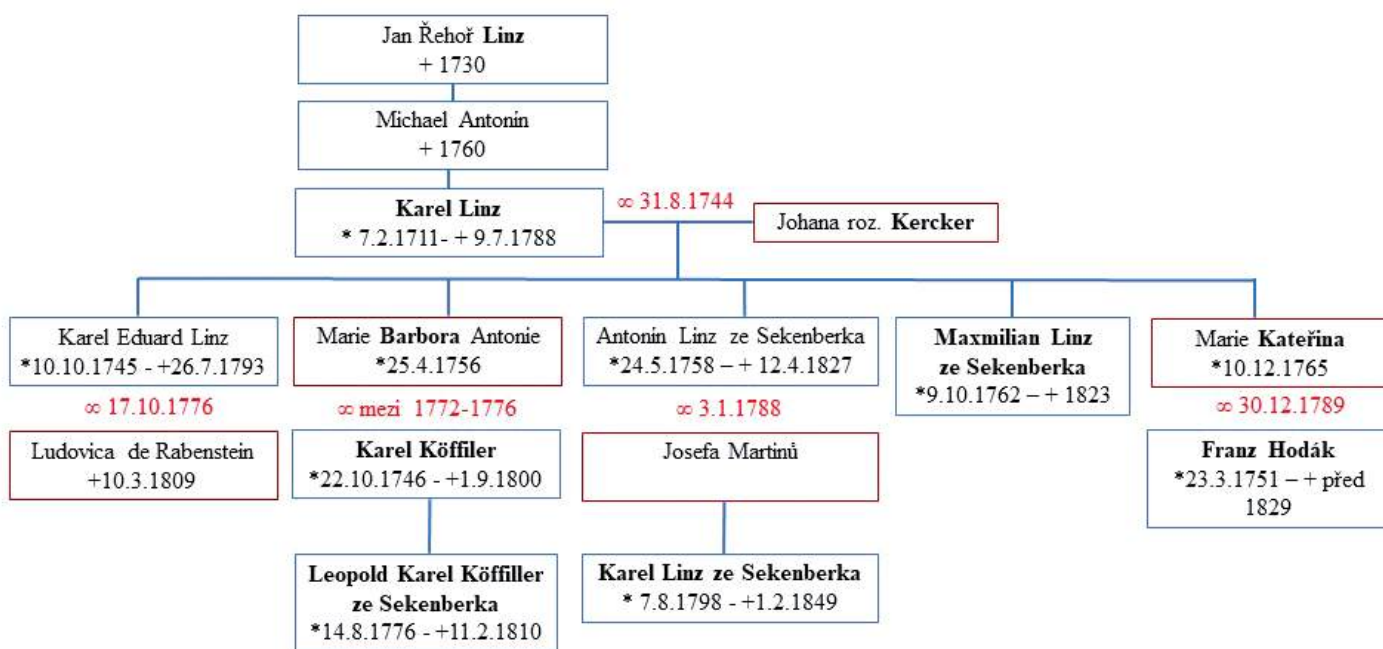 Jan Řehoř Linz
+ 1730
Michael Antonín
+ 1760
Karel Linz
* 7.2.1711- + 9.7.1788
∞ 31.8.1744
Johana roz. Kercker
Karel Eduard Linz
*10.10.1745 - +26.7.1793
∞ 17.10.1776
Ludovica de Rabenstein
+10.3.1809
Marie Barbora Antonie
*25.4.1756
∞ mezi 1772-1776
Karel Köffiler
*22.10.1746 - +1.9.1800
Leopold Karel Köffiller
ze Sekenberka
*14.8.1776 - +11.2.1810
Antonín Linz ze Sekenberka
*24.5.1758 – + 12.4.1827
∞ 3.1.1788
Josefa Martinů
Karel Linz ze Sekenberka
* 7.8.1798 - +1.2.1849
Maxmilian Linz
ze Sekenberka
*9.10.1762 – + 1823
Marie Kateřina
*10.12.1765
∞ 30.12.1789
Franz Hodák
*23.3.1751 – + před
1829